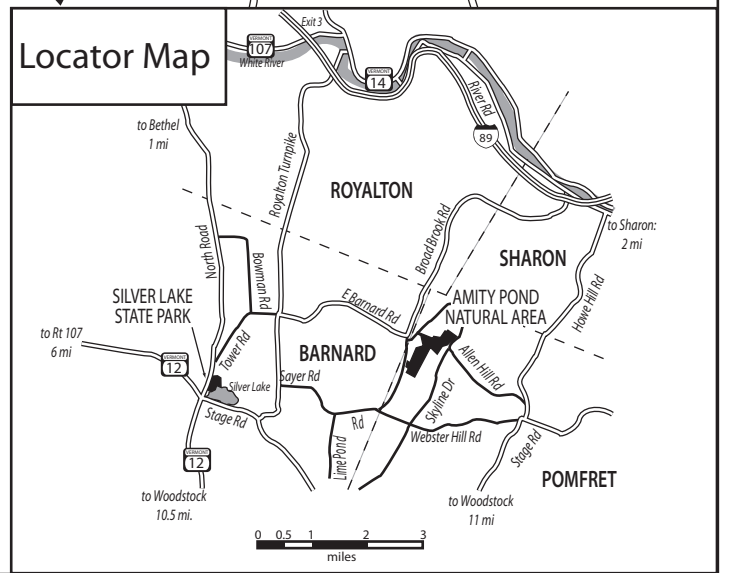 Locator Map
Exit 3
VERMONT
107
White River
VERMONT
14
River Rd
89
to Bethel
1 mi
Royalton Turnpike
ROYALTON
Broad Brook Rd
SHARON
to Sharon:
2 mi
North Road
Bowman Rd
E Barnard Rd
AMITY POND
NATURAL AREA
Howe Hill Rd
SILVER LAKE
STATE PARK
to Rt 107
6 mi
VERMONT
12
Tower Rd
BARNARD
Silver Lake
Sayer Rd
Allen Hill Rd
Skyline Dr
Stage Rd
Lime Pond
Rd
Webster Hill Rd
Stage Rd
VERMONT
12
POMFRET
to Woodstock
10.5 mi.
to Woodstock
11 mi
0 0.5 1 2 3
miles